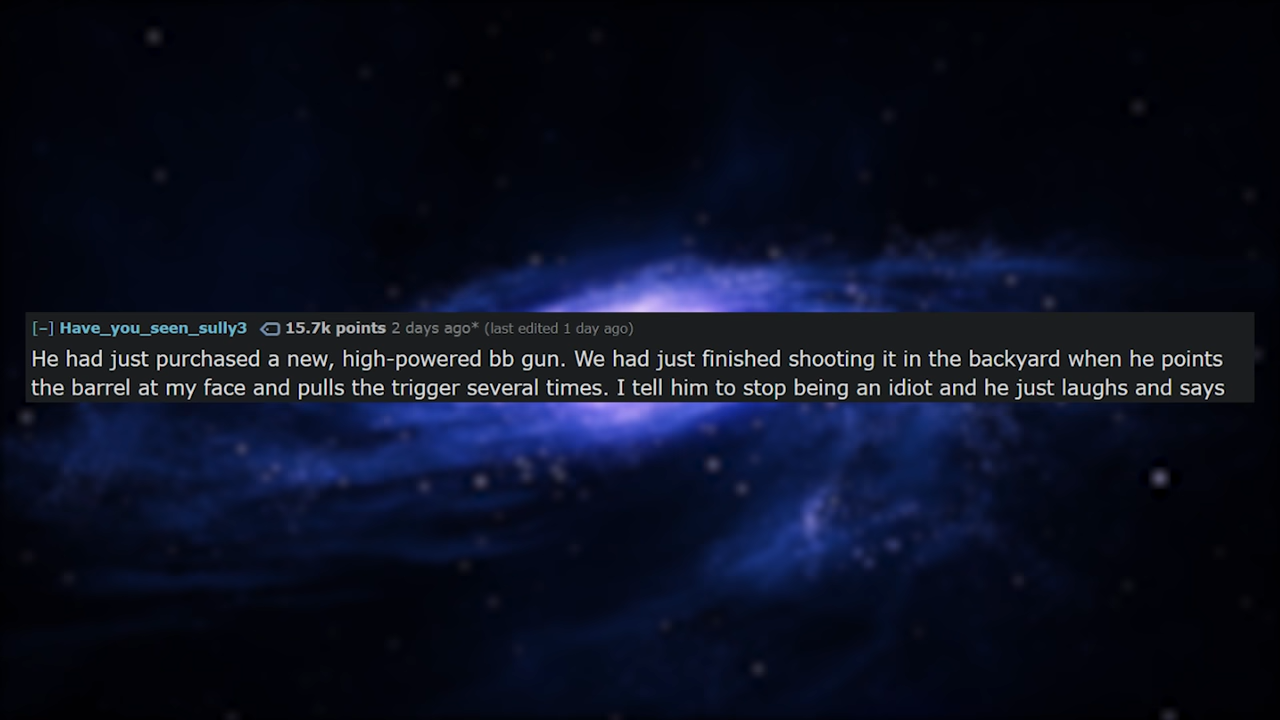 [–] Have_you_seen_sully3 15.7k points 2 days ago* (last edited 1 day ago)
He had just purchased a new, high-powered bb gun. We had just finished shooting it in the backyard when he points
the barrel at my face and pulls the trigger several times. I tell him to stop being an idiot and he just laughs and says